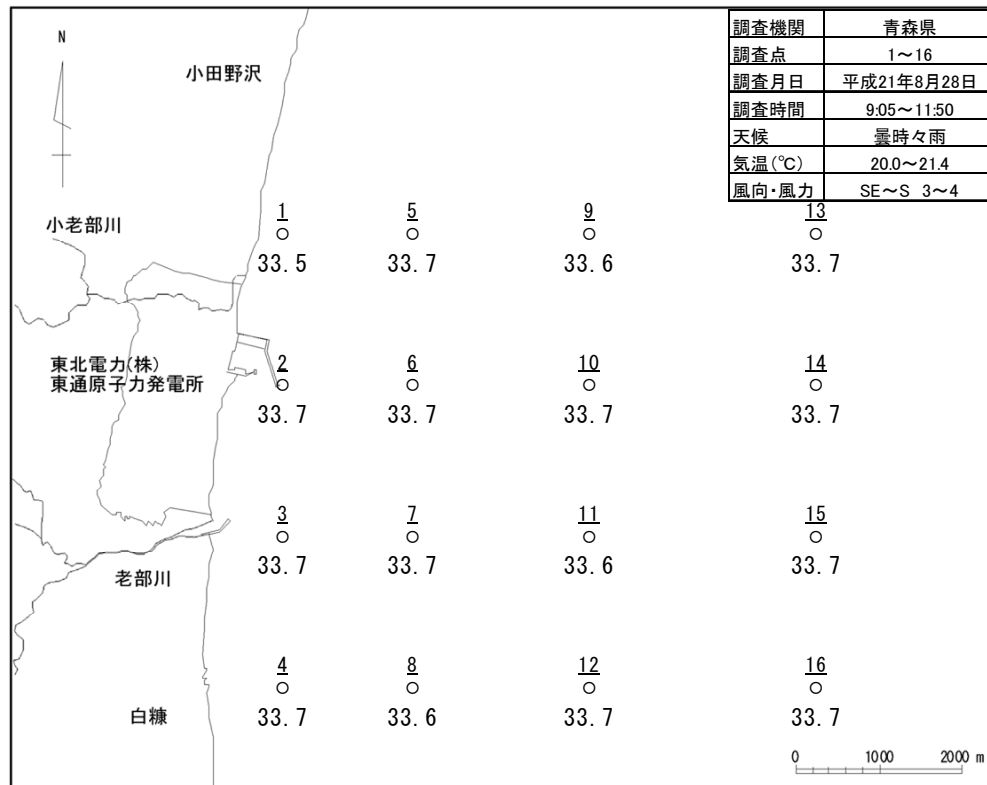 調査機関 青森県
調査点 1～16
調査月日 平成21年8月28日
調査時間 9:05～11:50
天候 曇時々雨
気温(℃) 20.0～21.4
風向・風力 SE～S 3～4
N
小田野沢
小老部川
1 5 9 13
33.5 33.7 33.6 33.7
東北電力(株)
東通原子力発電所
2 6 10 14
33.7 33.7 33.7 33.7
3 7 11 15
33.7 33.7 33.6 33.7
老部川
4 8 12 16
33.7 33.6 33.7 33.7
白糠
0 1000 2000 m